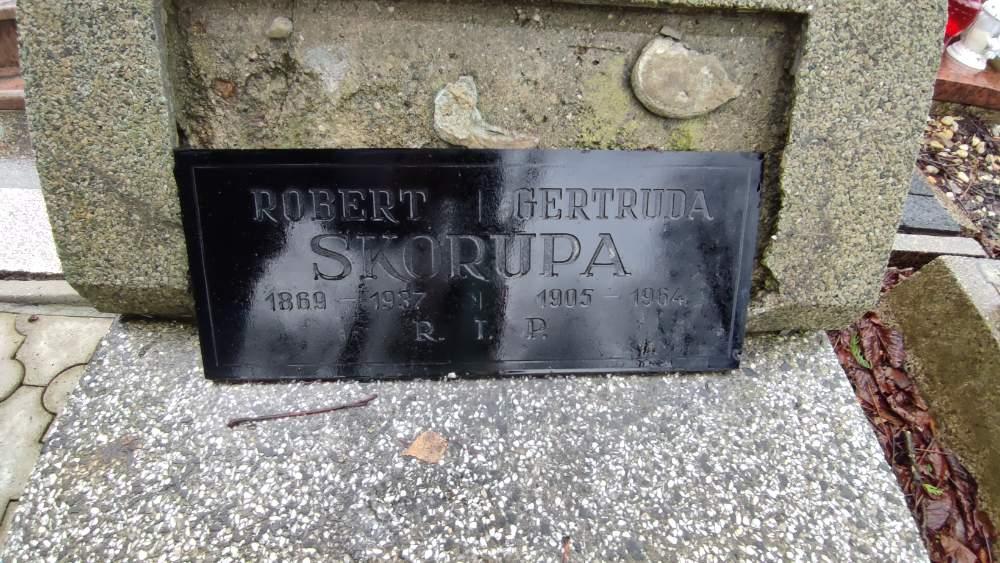 ROBERT | GERTRUDA
SKORUPA
1869 - 1937 | 1905 - 1964
R. I. P.